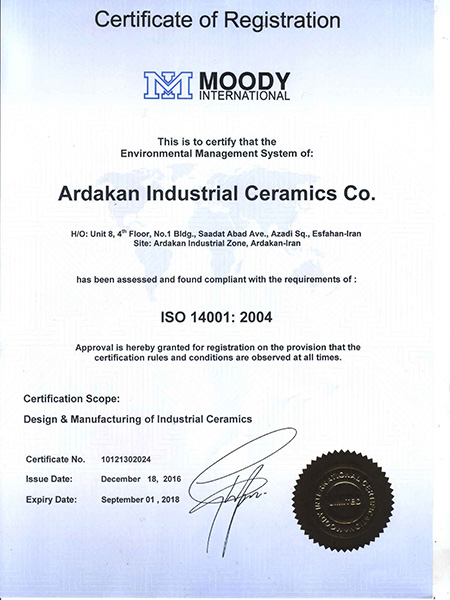 Certificate of Registration
MOODY
INTERNATIONAL
This is to certify that the
Environmental Management System of:
Ardakan Industrial Ceramics Co.
H/O: Unit 8, 4th Floor, No.1 Bldg., Saadat Abad Ave., Azadi Sq., Esfahan-Iran
Site: Ardakan Industrial Zone, Ardakan-Iran
has been assessed and found compliant with the requirements of :
ISO 14001: 2004
Approval is hereby granted for registration on the provision that the
certification rules and conditions are observed at all times.
Certification Scope:
Design & Manufacturing of Industrial Ceramics
Certificate No. 10121302024
Issue Date: December 18, 2016
Expiry Date: September 01 , 2018
MOODY INTERNATIONAL CERTIFICATION
LIMITED